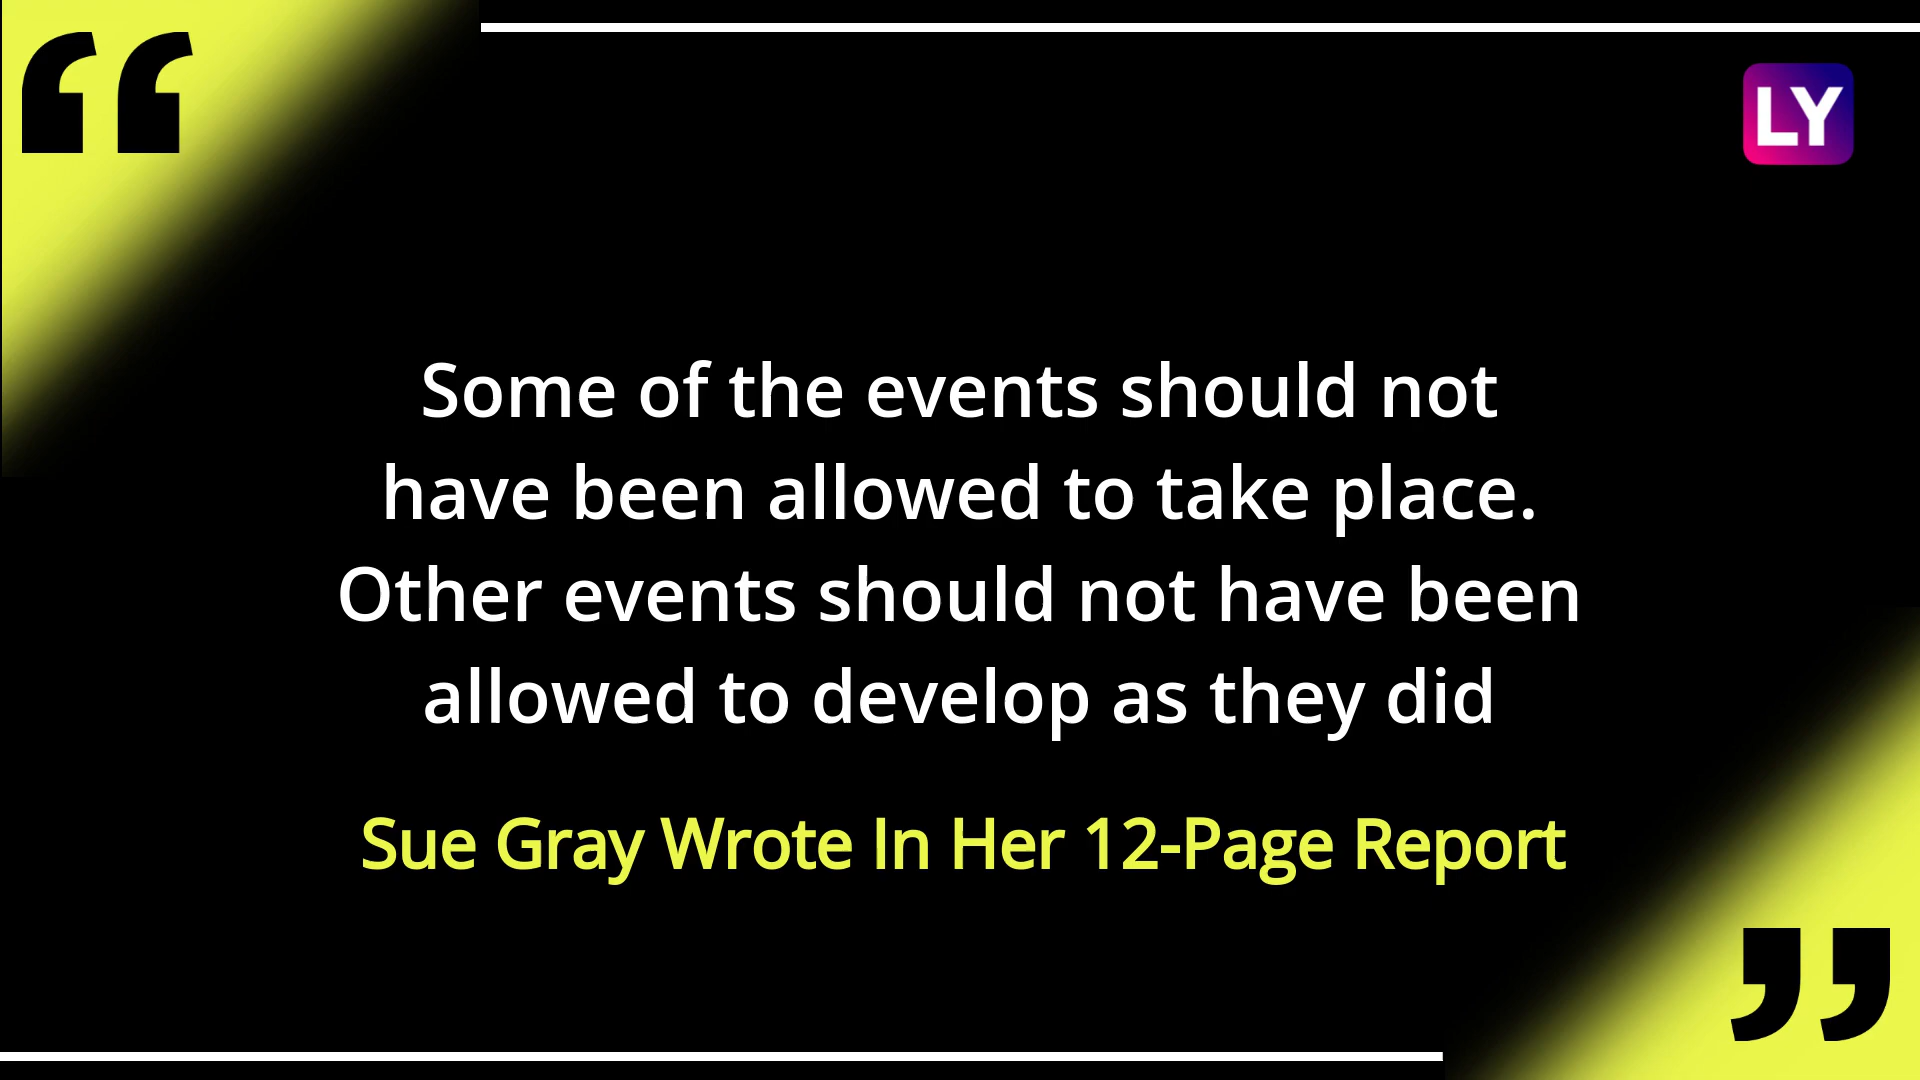 “
LY
Some of the events should not
have been allowed to take place.
Other events should not have been
allowed to develop as they did
Sue Gray Wrote In Her 12-Page Report
”